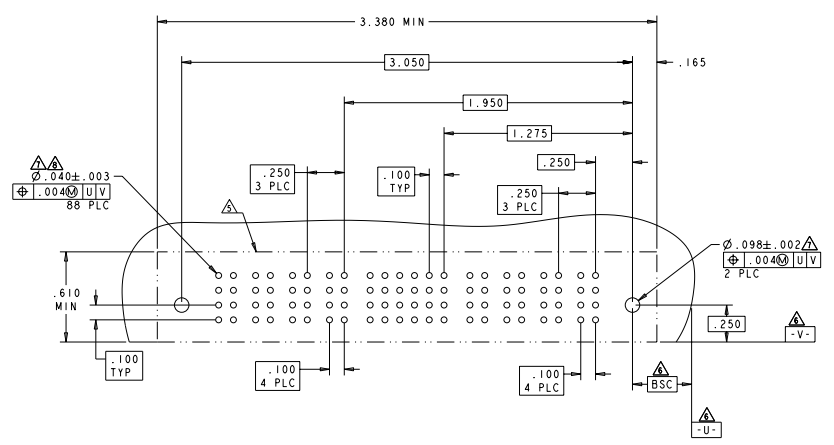 3.380 MIN
3.050
.165
1.950
1.275
7 8
Ø.040±.003
⌖ .004Ⓜ U V
88 PLC
.250
3 PLC
.100
TYP
.250
.250
3 PLC
5
Ø.098±.002 7
⌖ .004Ⓜ U V
2 PLC
.610
MIN
.250
6
-V-
.100
TYP
.100
4 PLC
.100
4 PLC
6
BSC
6
-U-